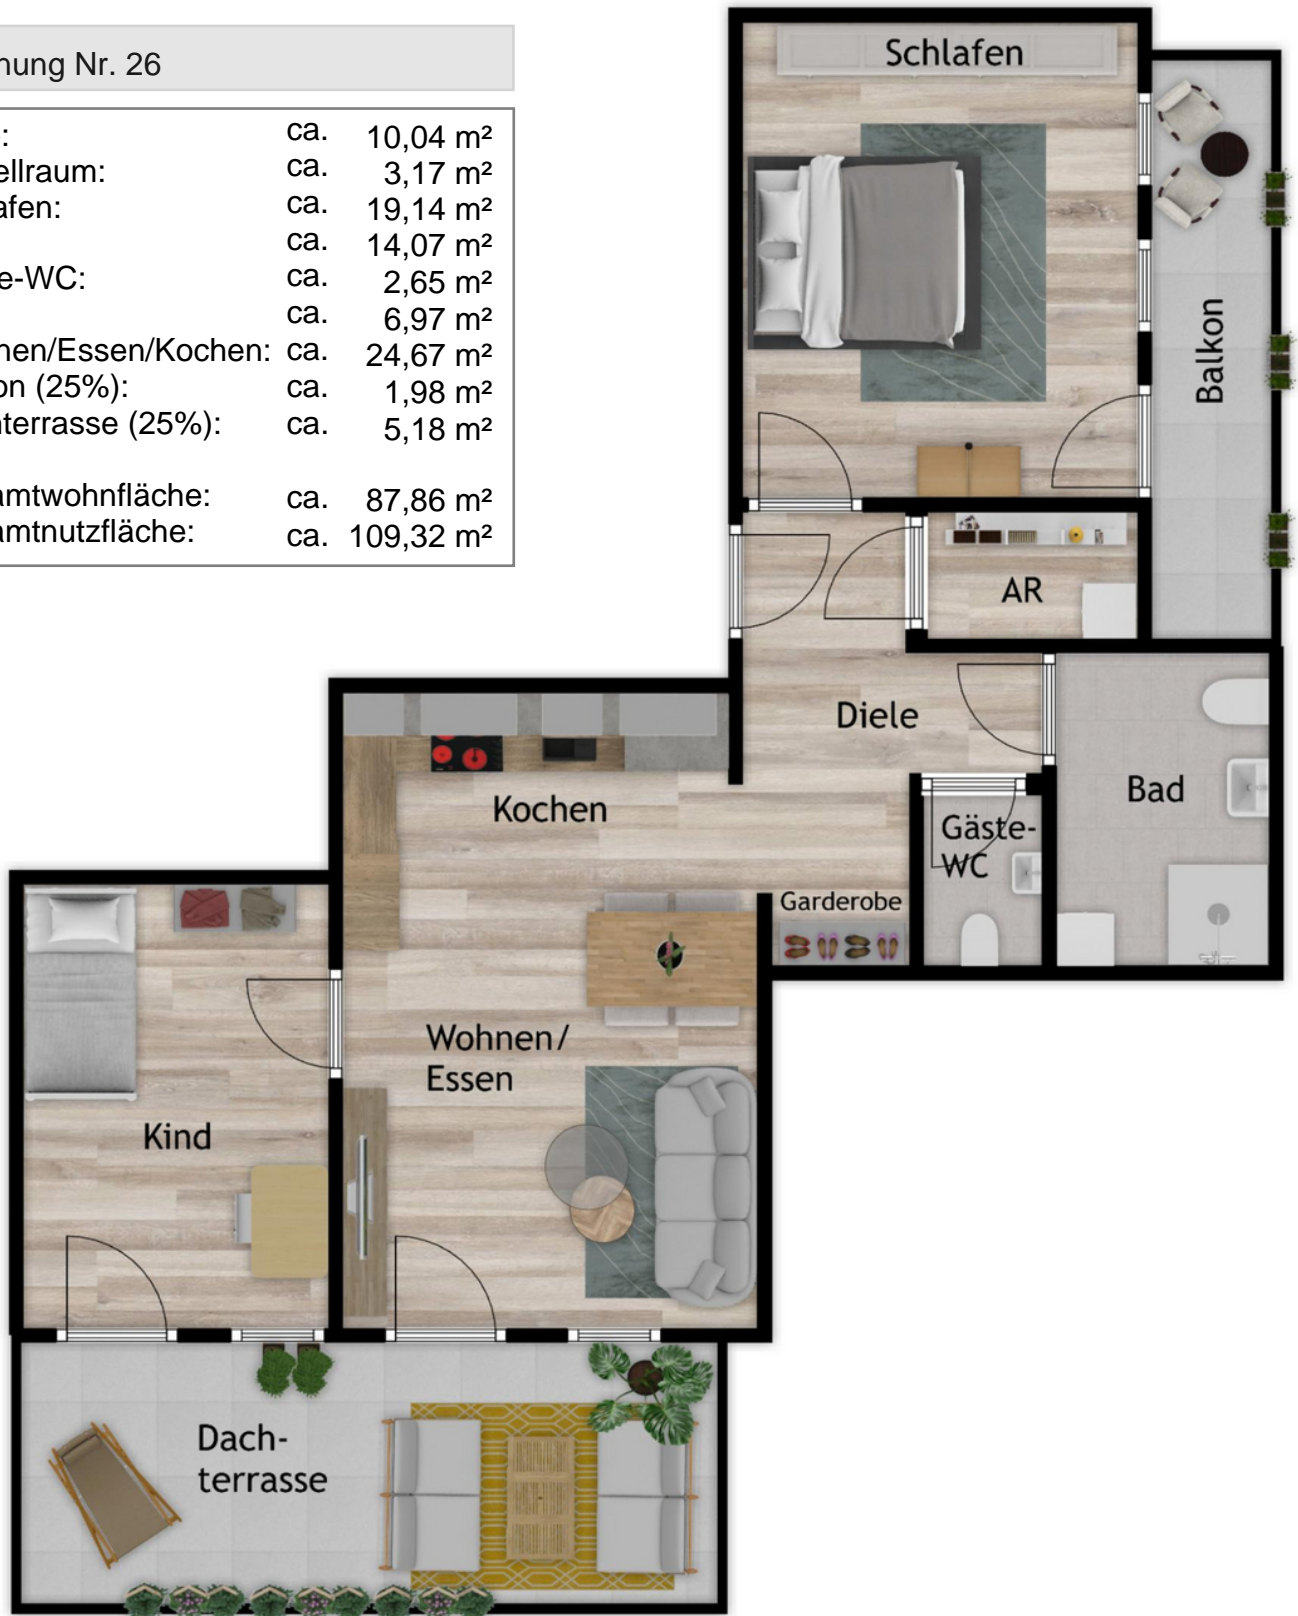 nung Nr. 26
: ca. 10,04 m²
ellraum: ca. 3,17 m²
afen: ca. 19,14 m²
ca. 14,07 m²
e-WC: ca. 2,65 m²
ca. 6,97 m²
nen/Essen/Kochen: ca. 24,67 m²
on (25%): ca. 1,98 m²
nterrasse (25%): ca. 5,18 m²
amtwohnfläche: ca. 87,86 m²
amtnutzfläche: ca. 109,32 m²
Schlafen
Balkon
AR
Diele
Bad
Kochen
Gäste-
WC
Garderobe
Wohnen/
Essen
Kind
Dach-
terrasse